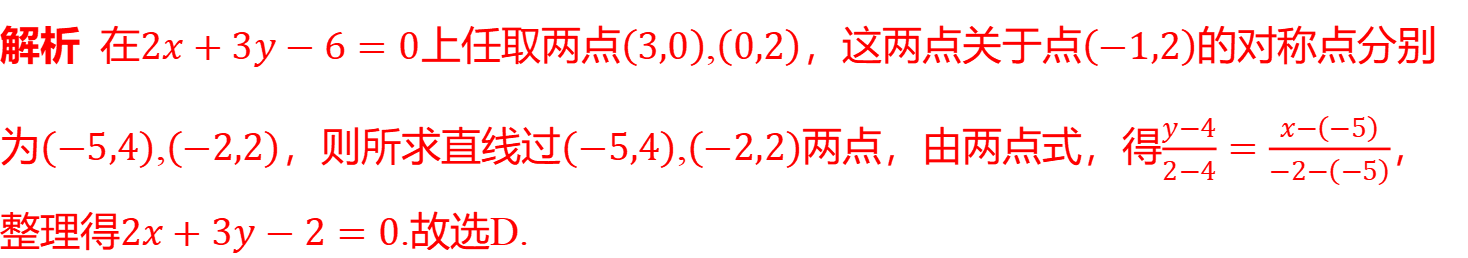 解析 在2x + 3y − 6 = 0上任取两点(3,0),(0,2)，这两点关于点(−1,2)的对称点分别
为(−5,4),(−2,2)，则所求直线过(−5,4),(−2,2)两点，由两点式，得\frac{y−4}{2−4} = \frac{x−(−5)}{−2−(−5)}，
整理得2x + 3y − 2 = 0.故选D.